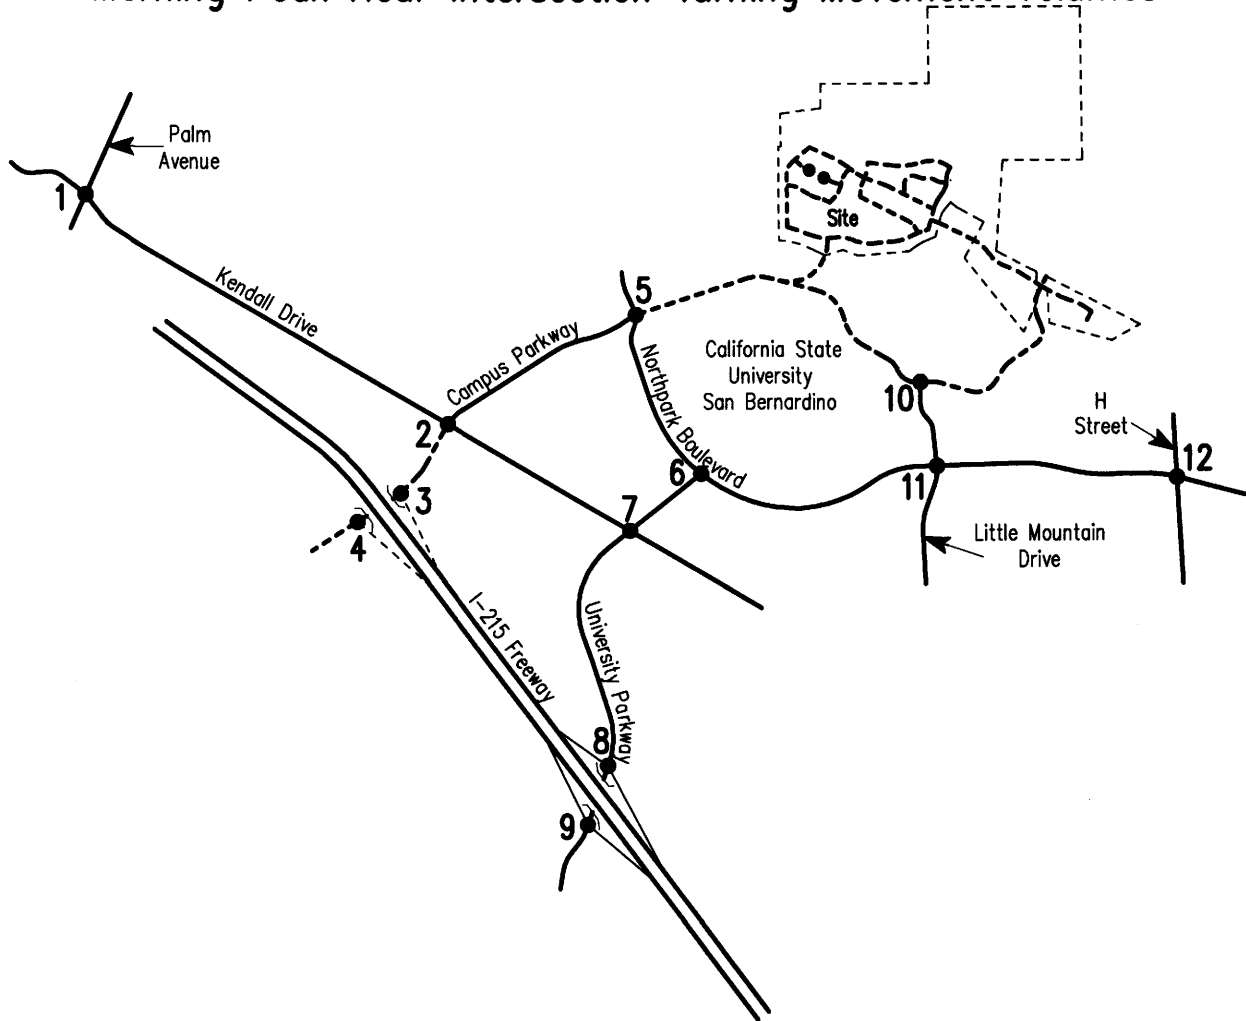 Morning Peak Hour Intersection Turning Movement Volumes
Palm
Avenue
1
Site
Kendall Drive
5
Campus Parkway
Northpark Boulevard
California State
University
San Bernardino
10
H
Street
2
12
6
11
3
7
4
Little Mountain
Drive
I-215 Freeway
University Parkway
8
9